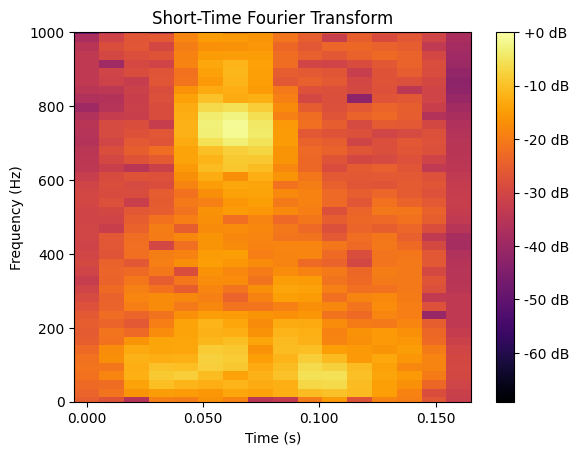 Short-Time Fourier Transform
1000
800
600
400
200
0
Frequency (Hz)
0.000
0.050
0.100
0.150
Time (s)
+0 dB
-10 dB
-20 dB
-30 dB
-40 dB
-50 dB
-60 dB